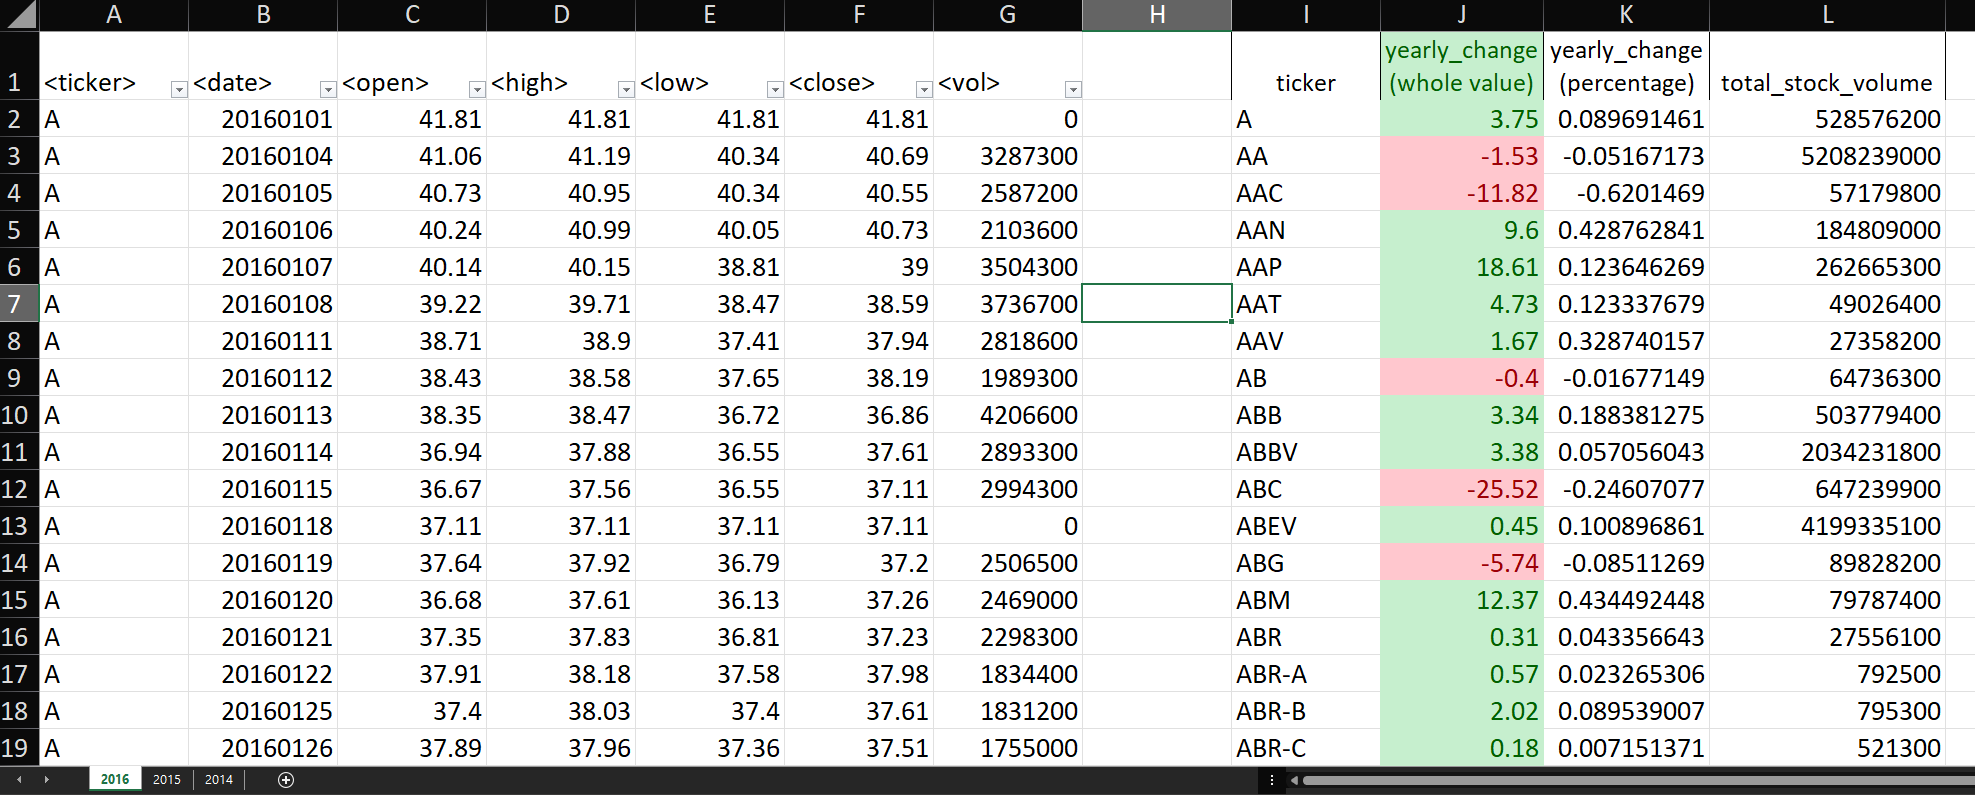 A B C D E F G H I J K L
1 <ticker> <date> <open> <high> <low> <close> <vol> ticker yearly_change (whole value) yearly_change (percentage) total_stock_volume
2 A 20160101 41.81 41.81 41.81 41.81 0 A 3.75 0.089691461 528576200
3 A 20160104 41.06 41.19 40.34 40.69 3287300 AA -1.53 -0.05167173 5208239000
4 A 20160105 40.73 40.95 40.34 40.55 2587200 AAC -11.82 -0.6201469 57179800
5 A 20160106 40.24 40.99 40.05 40.73 2103600 AAN 9.6 0.428762841 184809000
6 A 20160107 40.14 40.15 38.81 39 3504300 AAP 18.61 0.123646269 262665300
7 A 20160108 39.22 39.71 38.47 38.59 3736700 AAT 4.73 0.123337679 49026400
8 A 20160111 38.71 38.9 37.41 37.94 2818600 AAV 1.67 0.328740157 27358200
9 A 20160112 38.43 38.58 37.65 38.19 1989300 AB -0.4 -0.01677149 64736300
10 A 20160113 38.35 38.47 36.72 36.86 4206600 ABB 3.34 0.188381275 503779400
11 A 20160114 36.94 37.88 36.55 37.61 2893300 ABBV 3.38 0.057056043 2034231800
12 A 20160115 36.67 37.56 36.55 37.11 2994300 ABC -25.52 -0.24607077 647239900
13 A 20160118 37.11 37.11 37.11 37.11 0 ABEV 0.45 0.100896861 4199335100
14 A 20160119 37.64 37.92 36.79 37.2 2506500 ABG -5.74 -0.08511269 89828200
15 A 20160120 36.68 37.61 36.13 37.26 2469000 ABM 12.37 0.434492448 79787400
16 A 20160121 37.35 37.83 36.81 37.23 2298300 ABR 0.31 0.043356643 27556100
17 A 20160122 37.91 38.18 37.58 37.98 1834400 ABR-A 0.57 0.023265306 792500
18 A 20160125 37.4 38.03 37.4 37.61 1831200 ABR-B 2.02 0.089539007 795300
19 A 20160126 37.89 37.96 37.36 37.51 1755000 ABR-C 0.18 0.007151371 521300
2016 2015 2014